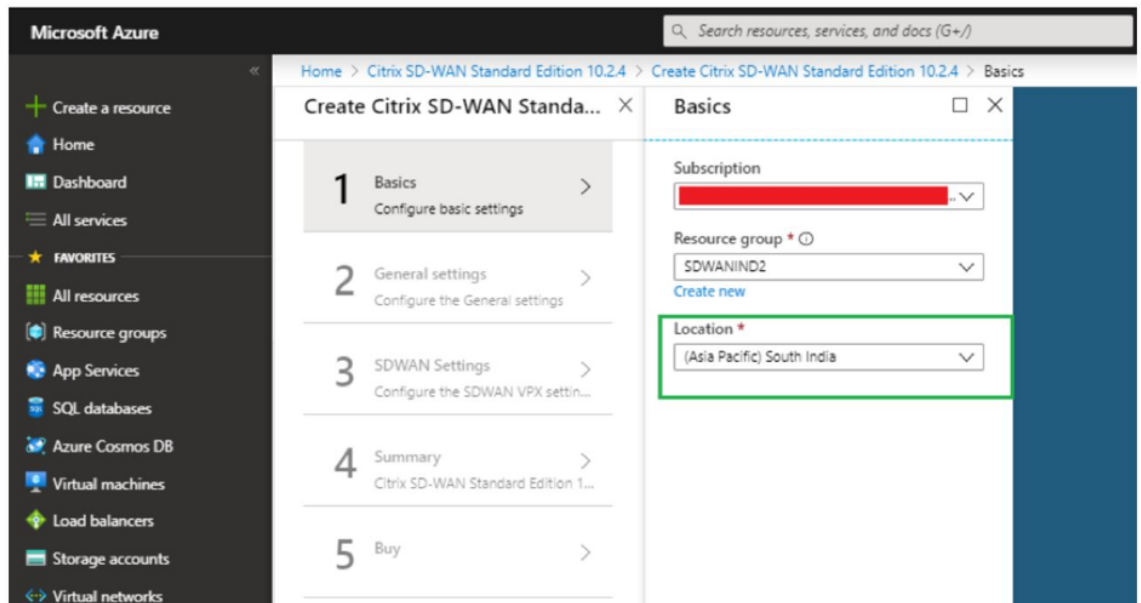 Microsoft Azure
Search resources, services, and docs (G+/)
«
Home > Citrix SD-WAN Standard Edition 10.2.4 > Create Citrix SD-WAN Standard Edition 10.2.4 > Basics
Create a resource
Home
Dashboard
All services
FAVORITES
All resources
Resource groups
App Services
SQL databases
Azure Cosmos DB
Virtual machines
Load balancers
Storage accounts
Virtual networks
Create Citrix SD-WAN Standa...
1 Basics
Configure basic settings
2 General settings
Configure the General settings
3 SDWAN Settings
Configure the SDWAN VPX settin...
4 Summary
Citrix SD-WAN Standard Edition 1...
5 Buy
Basics
Subscription
..
Resource group *
SDWANIND2
Create new
Location *
(Asia Pacific) South India